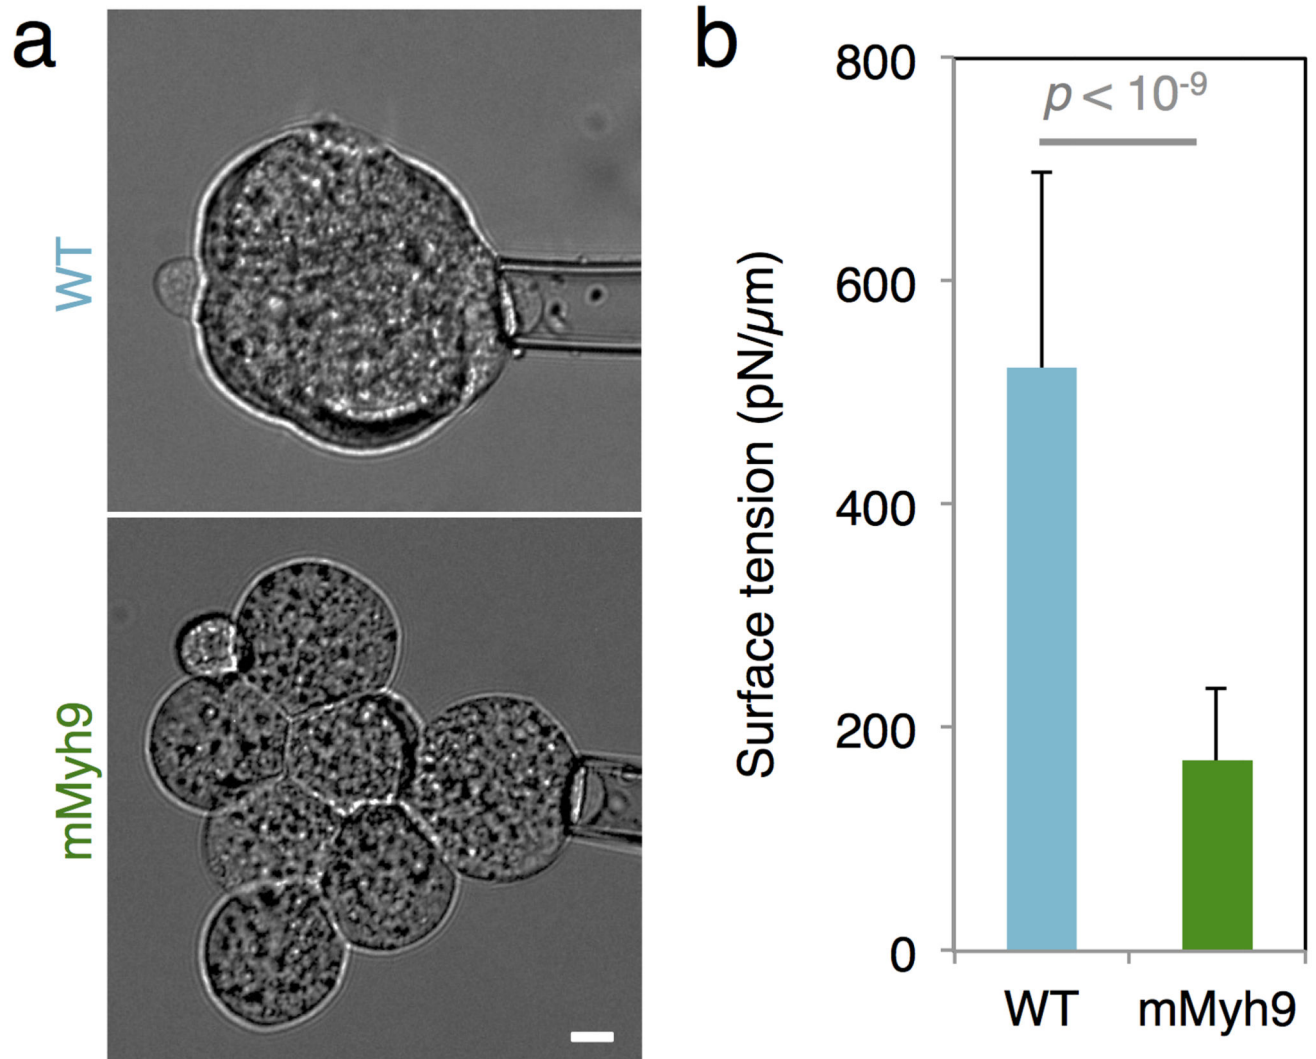 a
WT
mMyh9
b
Surface tension (pN/µm)
800
600
400
200
0
p < 10⁻⁹
WT
mMyh9